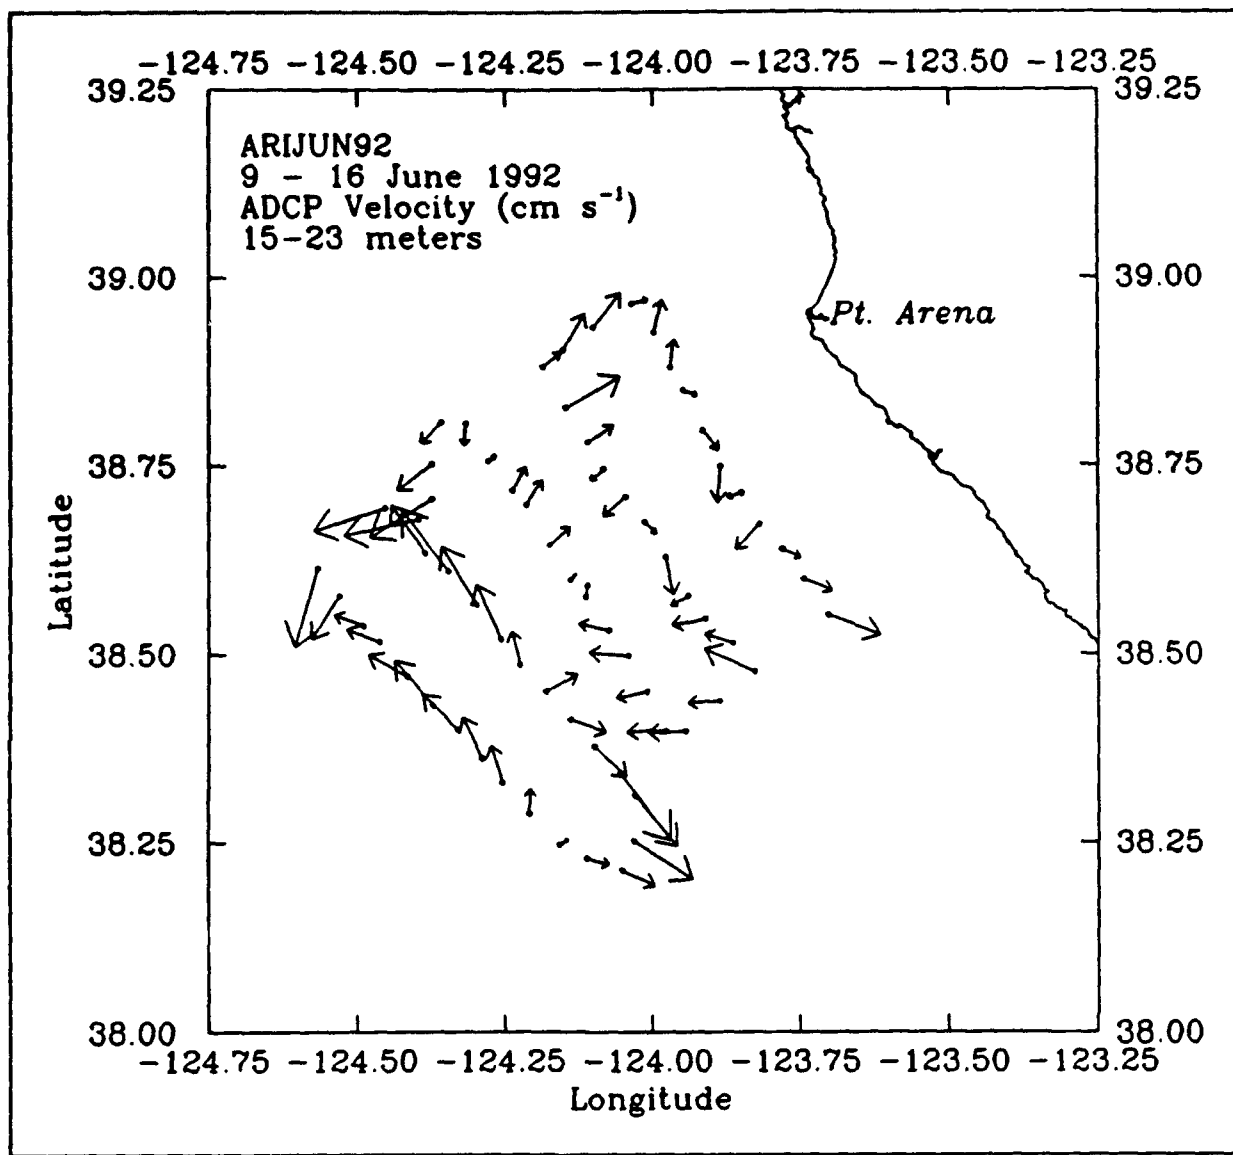 -124.75 -124.50 -124.25 -124.00 -123.75 -123.50 -123.25
39.25 39.25
ARIJUN92
9 - 16 June 1992
ADCP Velocity (cm s⁻¹)
15-23 meters
39.00 39.00
Pt. Arena
38.75 38.75
Latitude
38.50 38.50
38.25 38.25
38.00 38.00
-124.75 -124.50 -124.25 -124.00 -123.75 -123.50 -123.25
Longitude